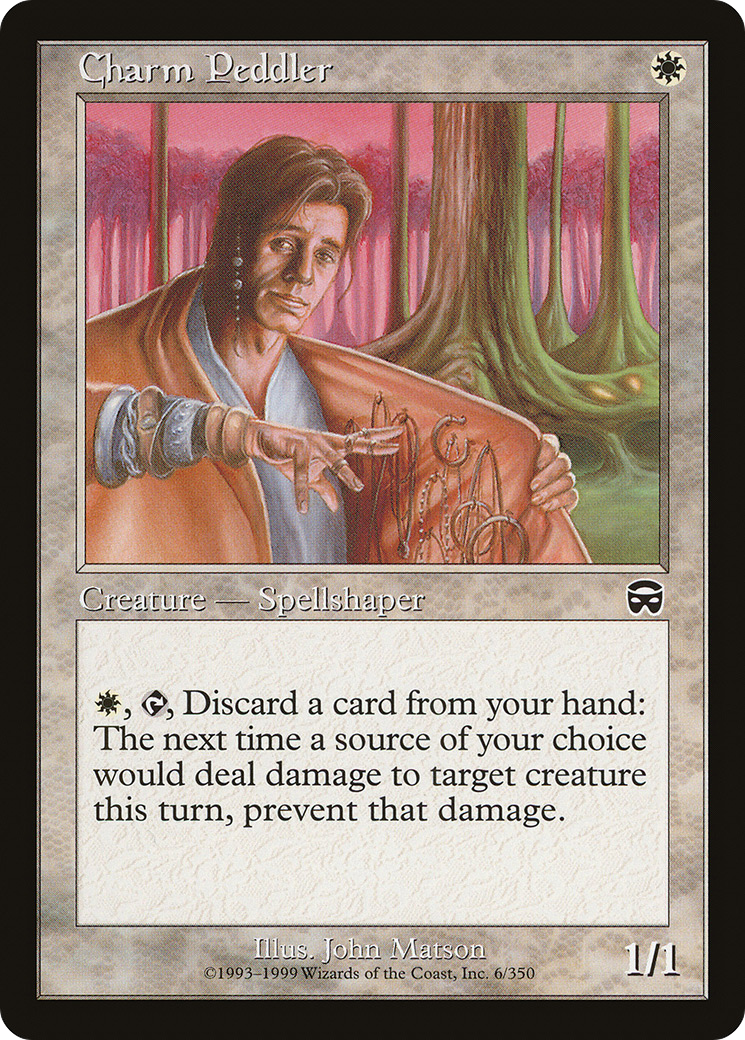 Charm Peddler
Creature — Spellshaper
, , Discard a card from your hand:
The next time a source of your choice
would deal damage to target creature
this turn, prevent that damage.
Illus. John Matson
©1993–1999 Wizards of the Coast, Inc. 6/350
1/1